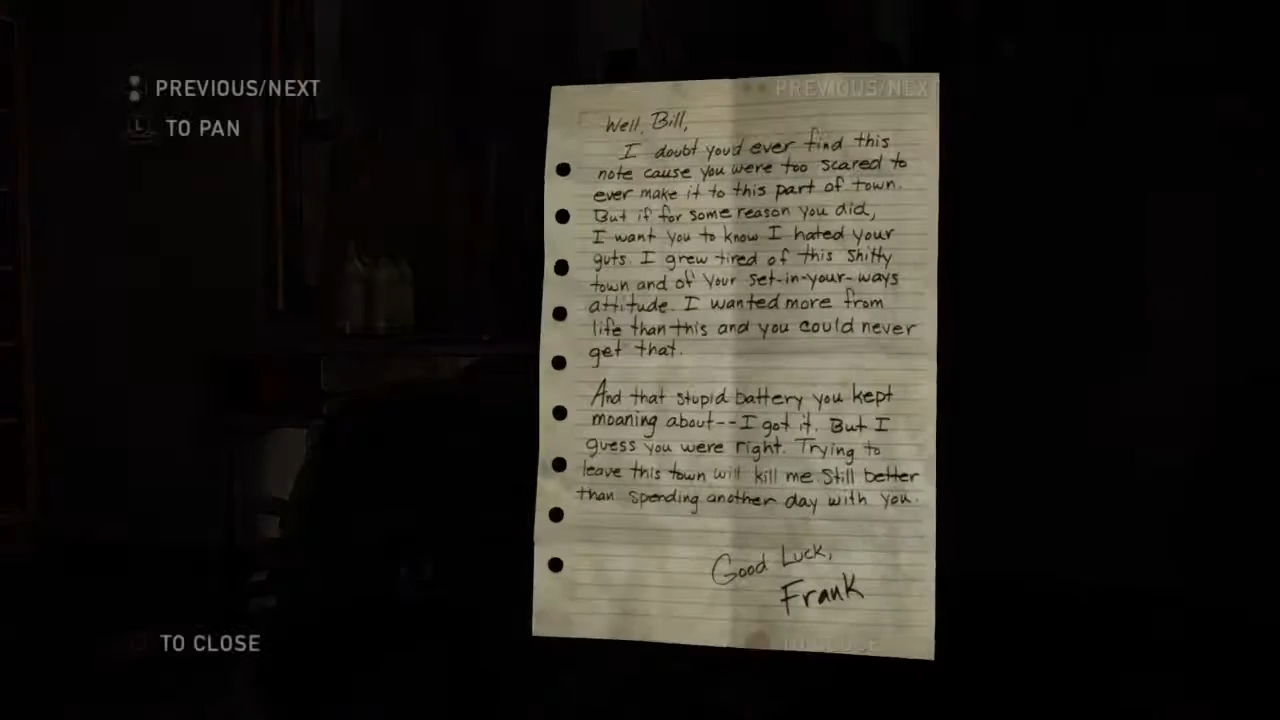 PREVIOUS/NEXT
L TO PAN
PREVIOUS/NEX
Well, Bill,
I doubt you'd ever find this
note cause you were too scared to
ever make it to this part of town.
But if for some reason you did,
I want you to know I hated your
guts. I grew tired of this shitty
town and of your set-in-your-ways
attitude. I wanted more from
life than this and you could never
get that.
And that stupid battery you kept
moaning about--I got it. But I
guess you were right. Trying to
leave this town will kill me. Still better
than spending another day with you.
Good Luck,
Frank
TO CLOSE
TO CLOSE